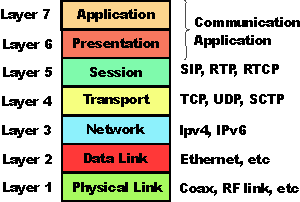 Layer 7 Application Communication
Layer 6 Presentation Application
Layer 5 Session SIP, RTP, RTCP
Layer 4 Transport TCP, UDP, SCTP
Layer 3 Network Ipv4, IPv6
Layer 2 Data Link Ethernet, etc
Layer 1 Physical Link Coax, RF link, etc